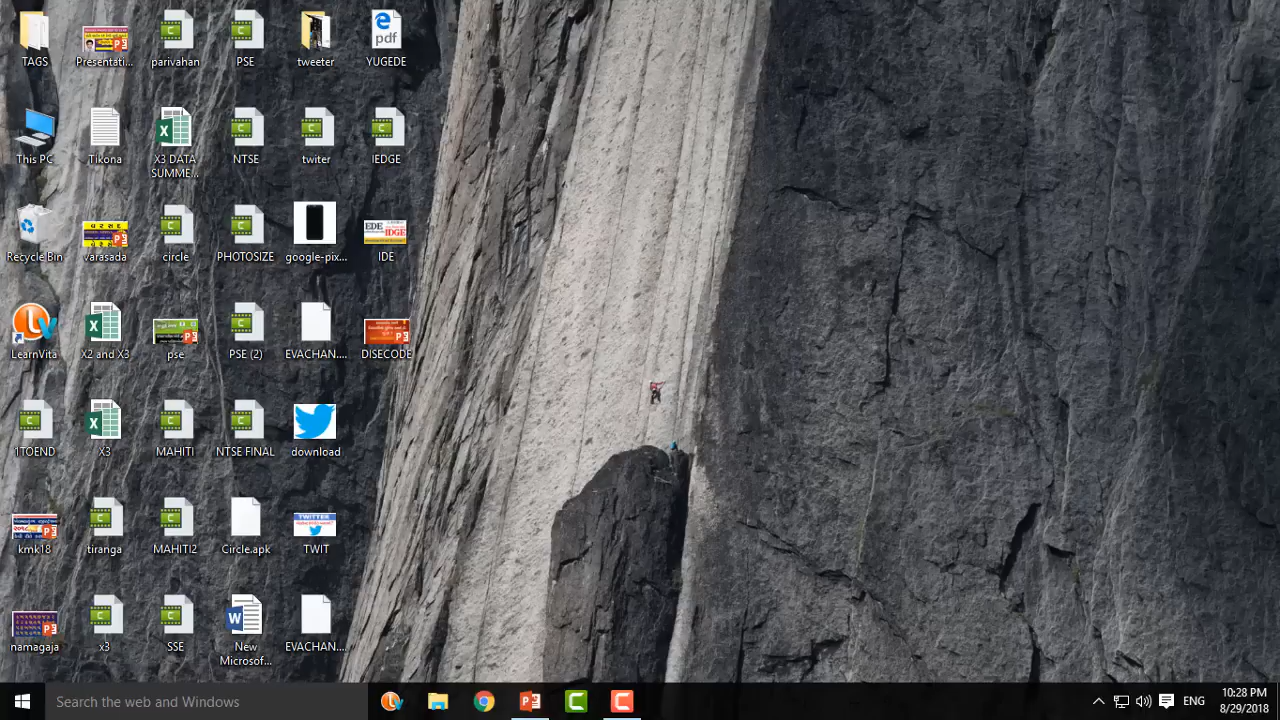 TAGS
Presentati...
parivahan
PSE
tweeter
YUGEDE
This PC
Tikona
X3 DATA
SUMME...
NTSE
twiter
IEDGE
Recycle Bin
varasada
circle
PHOTOSIZE
google-pix...
IDE
LearnVita
X2 and X3
pse
PSE (2)
EVACHAN....
DISECODE
1TOEND
X3
MAHITI
NTSE FINAL
download
kmk18
tiranga
MAHITI2
Circle.apk
TWIT
namagaja
x3
SSE
New
Microsof...
EVACHAN....
Search the web and Windows
ENG
10:28 PM
8/29/2018